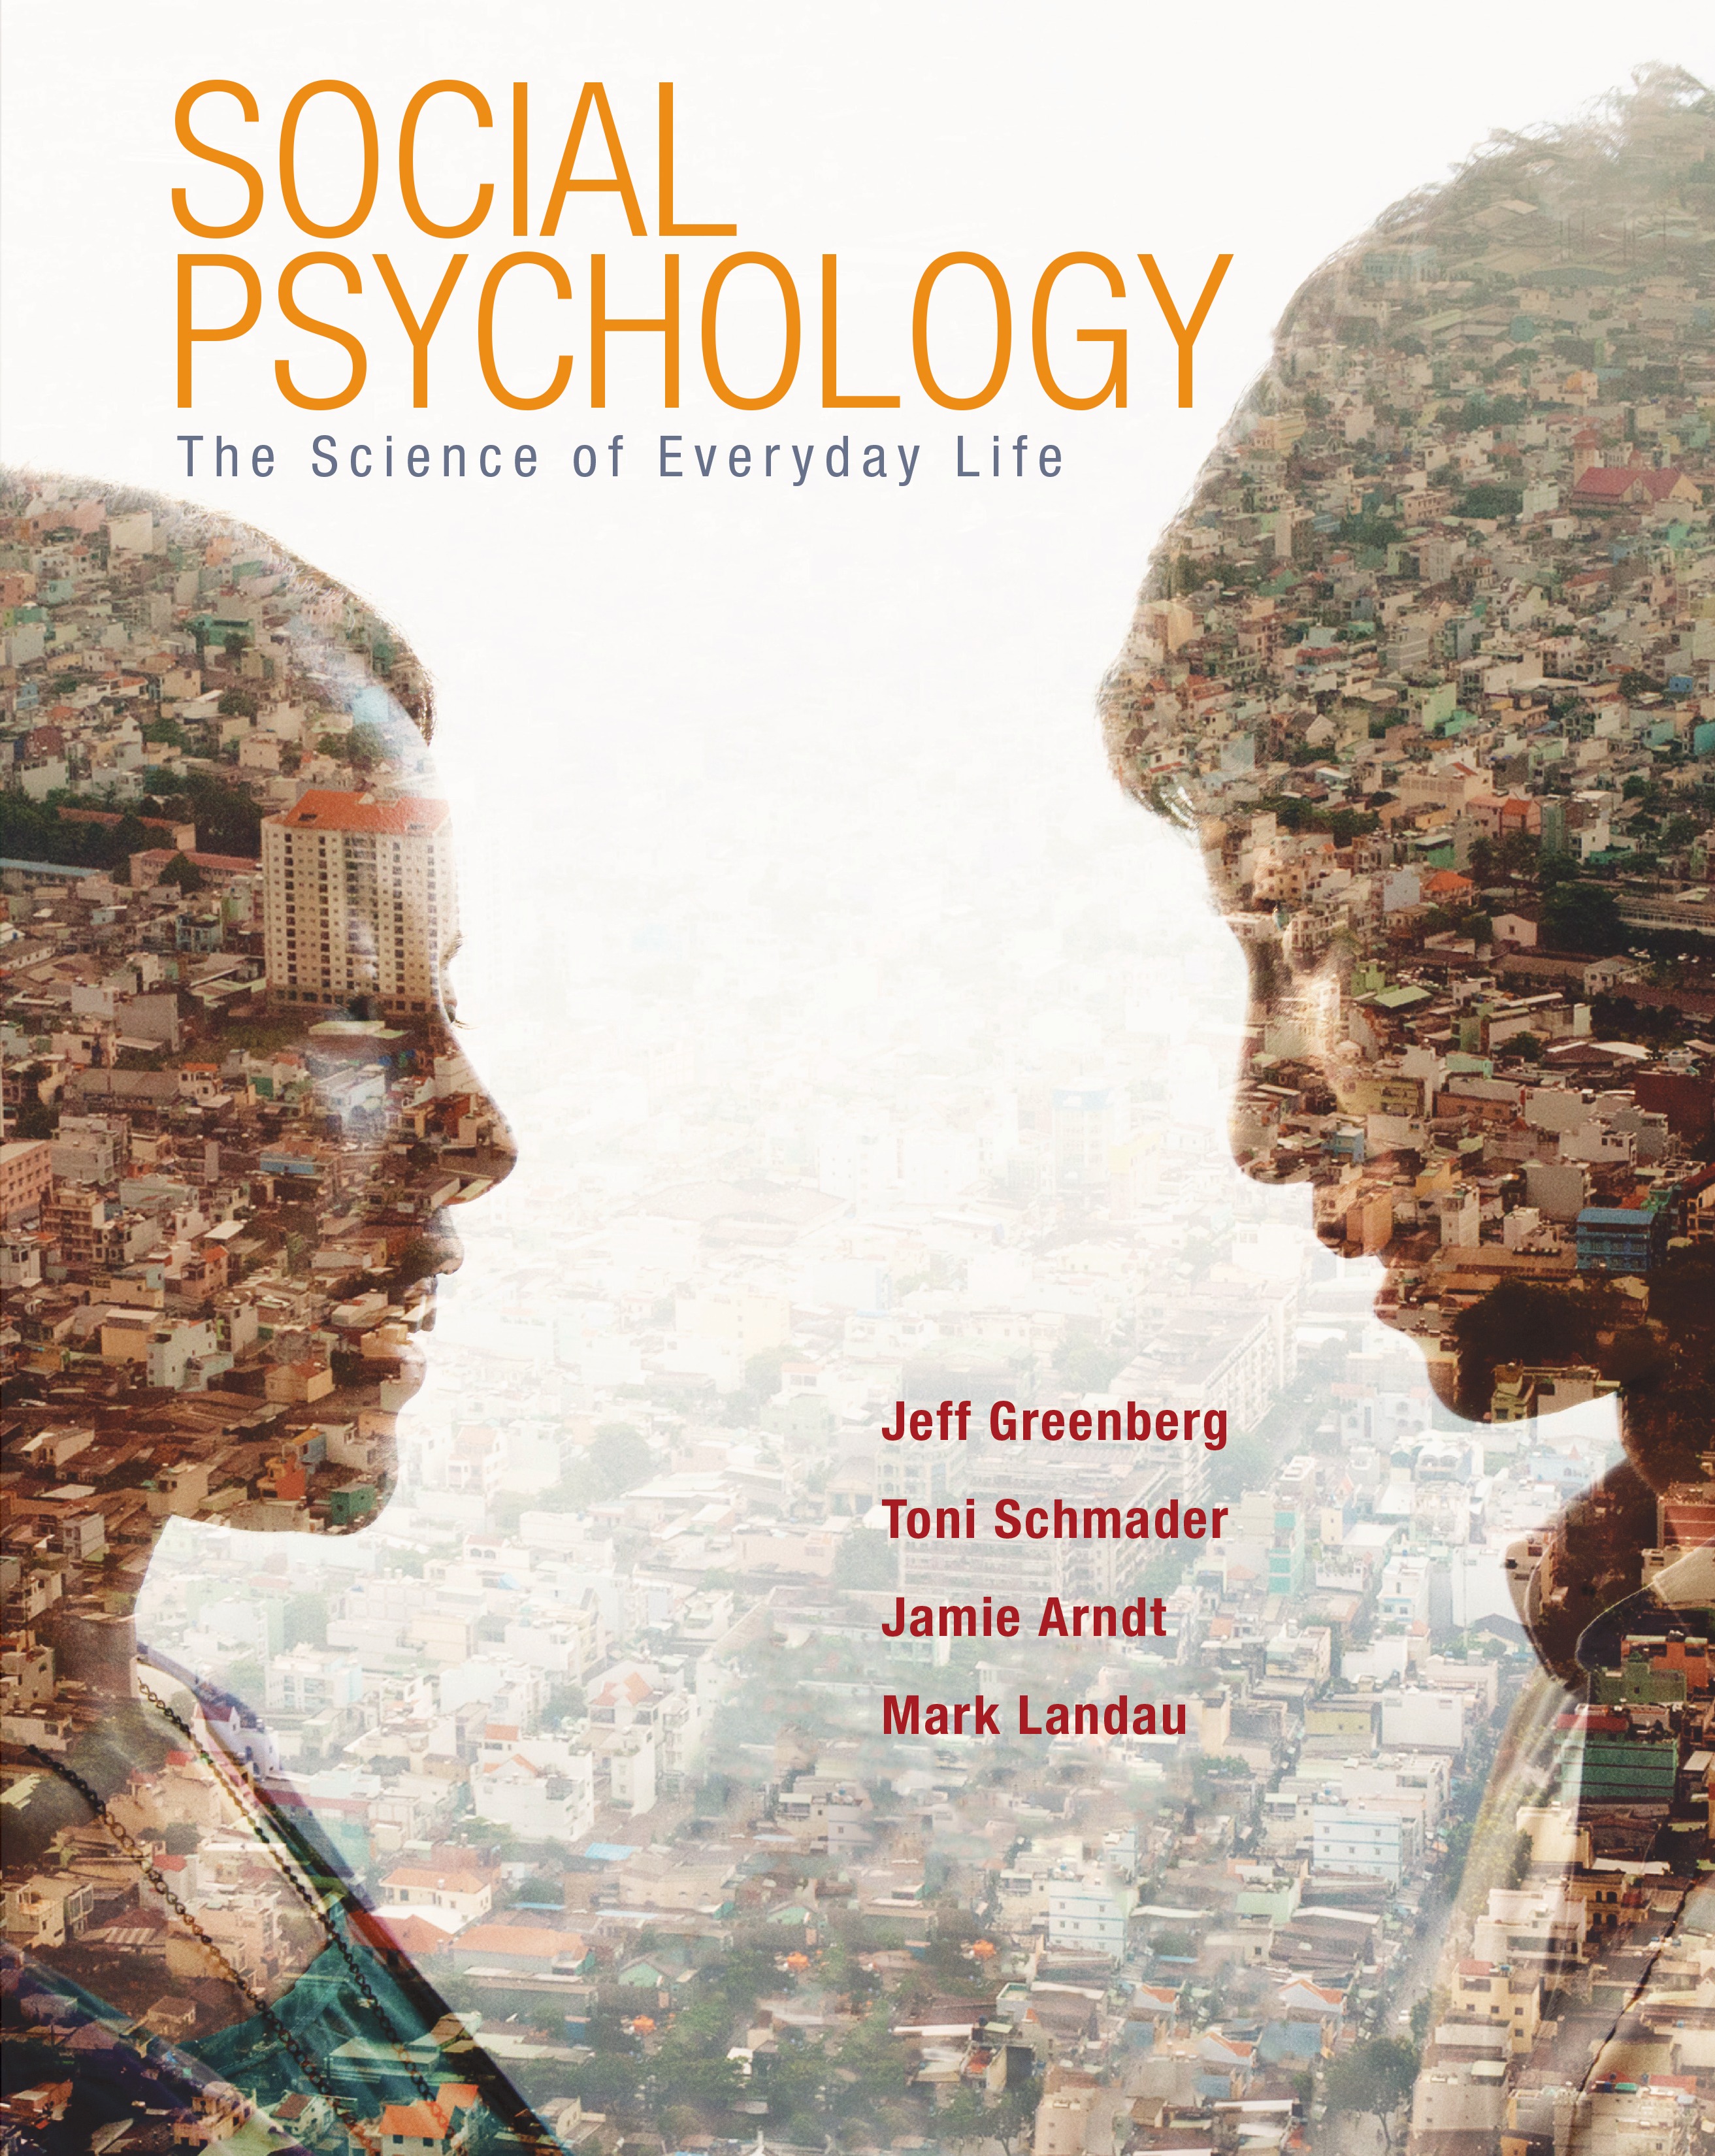 SOCIAL
PSYCHOLOGY
The Science of Everyday Life
Jeff Greenberg
Toni Schmader
Jamie Arndt
Mark Landau